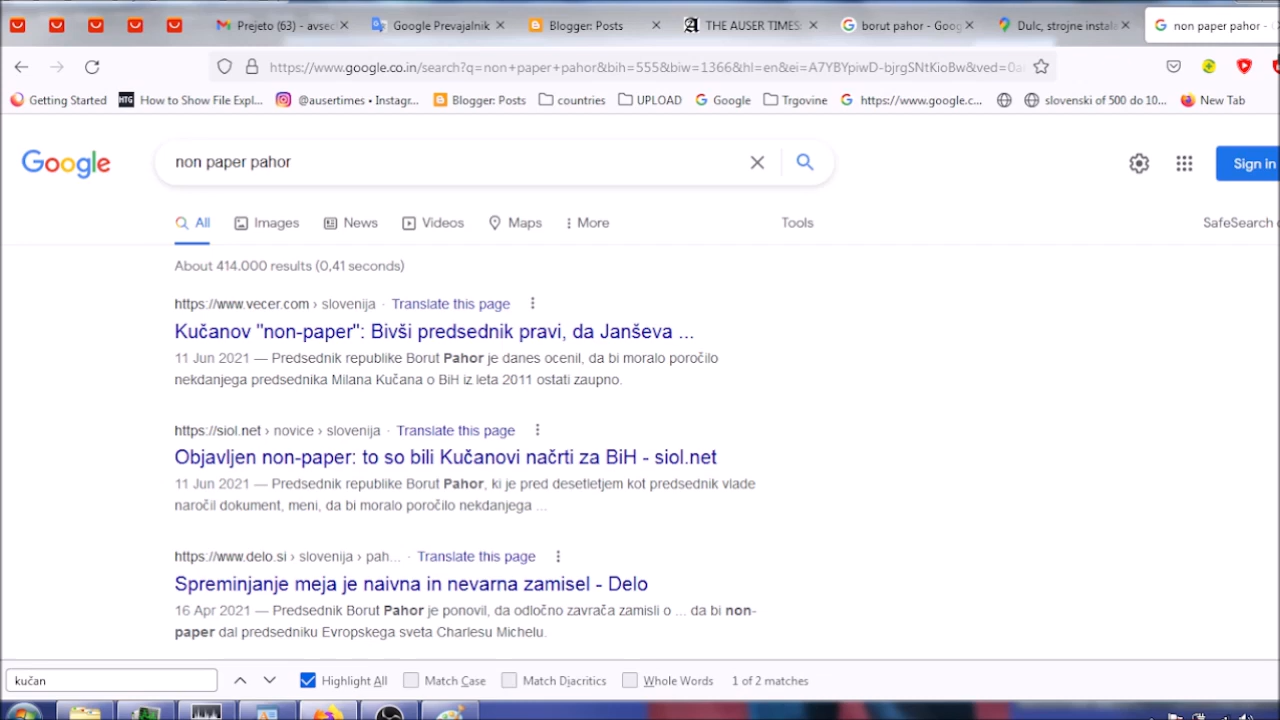 Prejeto (63) - avsec
Google Prevajalnik
Blogger: Posts
THE AUSER TIMES:
borut pahor - Goog
Dulc, strojne instala
non paper pahor -
https://www.google.co.in/search?q=non+paper+pahor&bih=555&biw=1366&hl=en&ei=A7YBYpiwD-bjrgSNtKioBw&ved=0a
Getting Started
How to Show File Expl...
@ausertimes • Instagr...
Blogger: Posts
countries
UPLOAD
Google
Trgovine
https://www.google.c...
slovenski of 500 do 10...
New Tab
Google
non paper pahor
Sign in
All
Images
News
Videos
Maps
More
Tools
SafeSearch
About 414.000 results (0,41 seconds)
https://www.vecer.com › slovenija · Translate this page
Kučanov "non-paper": Bivši predsednik pravi, da Janševa ...
11 Jun 2021 — Predsednik republike Borut Pahor je danes ocenil, da bi moralo poročilo
nekdanjega predsednika Milana Kučana o BiH iz leta 2011 ostati zaupno.
https://siol.net › novice › slovenija · Translate this page
Objavljen non-paper: to so bili Kučanovi načrti za BiH - siol.net
11 Jun 2021 — Predsednik republike Borut Pahor, ki je pred desetletjem kot predsednik vlade
naročil dokument, meni, da bi moralo poročilo nekdanjega ...
https://www.delo.si › slovenija › pah... · Translate this page
Spreminjanje meja je naivna in nevarna zamisel - Delo
16 Apr 2021 — Predsednik Borut Pahor je ponovil, da odločno zavrača zamisli o ... da bi non-
paper dal predsedniku Evropskega sveta Charlesu Michelu.
kučan
Highlight All
Match Case
Match Diacritics
Whole Words
1 of 2 matches